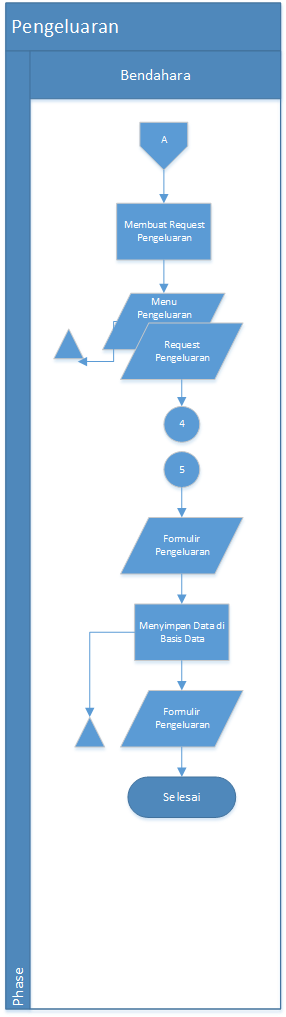 Pengeluaran
Bendahara
A
Membuat Request
Pengeluaran
Menu
Pengeluaran
Request
Pengeluaran
4
5
Formulir
Pengeluaran
Menyimpan Data di
Basis Data
Formulir
Pengeluaran
Selesai
Phase